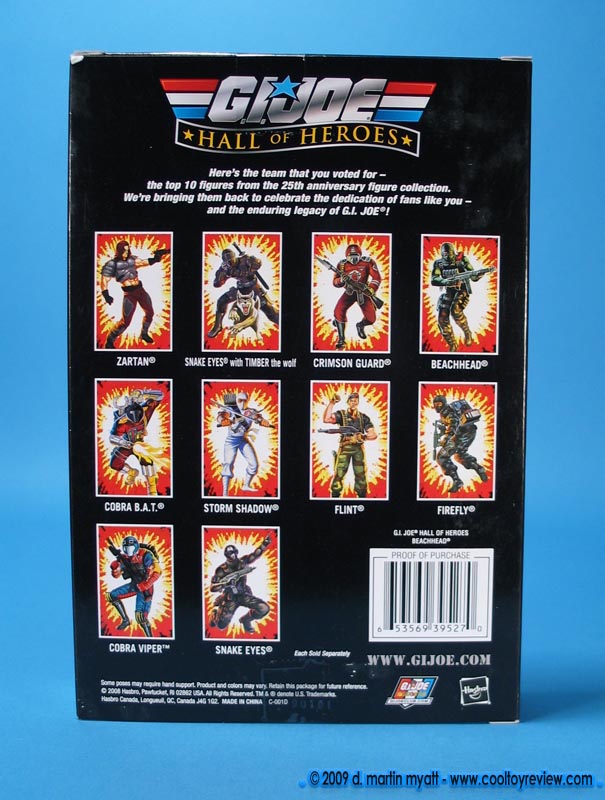 G.I.JOE
HALL OF HEROES
Here's the team that you voted for –
the top 10 figures from the 25th anniversary figure collection.
We're bringing them back to celebrate the dedication of fans like you –
and the enduring legacy of G.I. JOE®!
ZARTAN®
SNAKE EYES® with TIMBER the wolf
CRIMSON GUARD®
BEACHHEAD®
COBRA B.A.T.®
STORM SHADOW®
FLINT®
FIREFLY®
COBRA VIPER™
SNAKE EYES®
G.I. JOE® HALL OF HEROES
BEACHHEAD®
PROOF OF PURCHASE
6 53569 39527 0
Each Sold Separately
WWW.GIJOE.COM
Some poses may require hand support. Product and colors may vary. Retain this package for future reference.
© 2008 Hasbro, Pawtucket, RI 02862 USA. All Rights Reserved. TM & ® denote U.S. Trademarks.
Hasbro Canada, Longueuil, QC, Canada J4G 1G2. MADE IN CHINA C-001D
G.I.JOE
Hasbro
© 2009 d. martin myatt - www.cooltoyreview.com